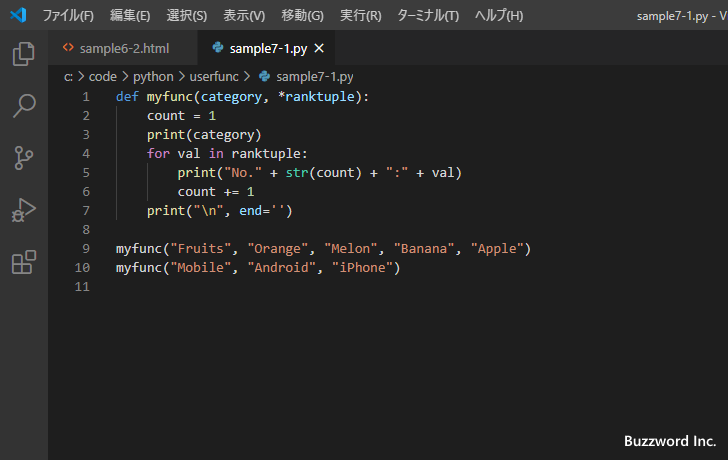 ファイル(F) 編集(E) 選択(S) 表示(V) 移動(G) 実行(R) ターミナル(T) ヘルプ(H) sample7-1.py - V
sample6-2.html sample7-1.py
c: > code > python > userfunc > sample7-1.py
1 def myfunc(category, *ranktuple):
2 count = 1
3 print(category)
4 for val in ranktuple:
5 print("No." + str(count) + ":" + val)
6 count += 1
7 print("\n", end='')
8
9 myfunc("Fruits", "Orange", "Melon", "Banana", "Apple")
10 myfunc("Mobile", "Android", "iPhone")
11
Buzzword Inc.